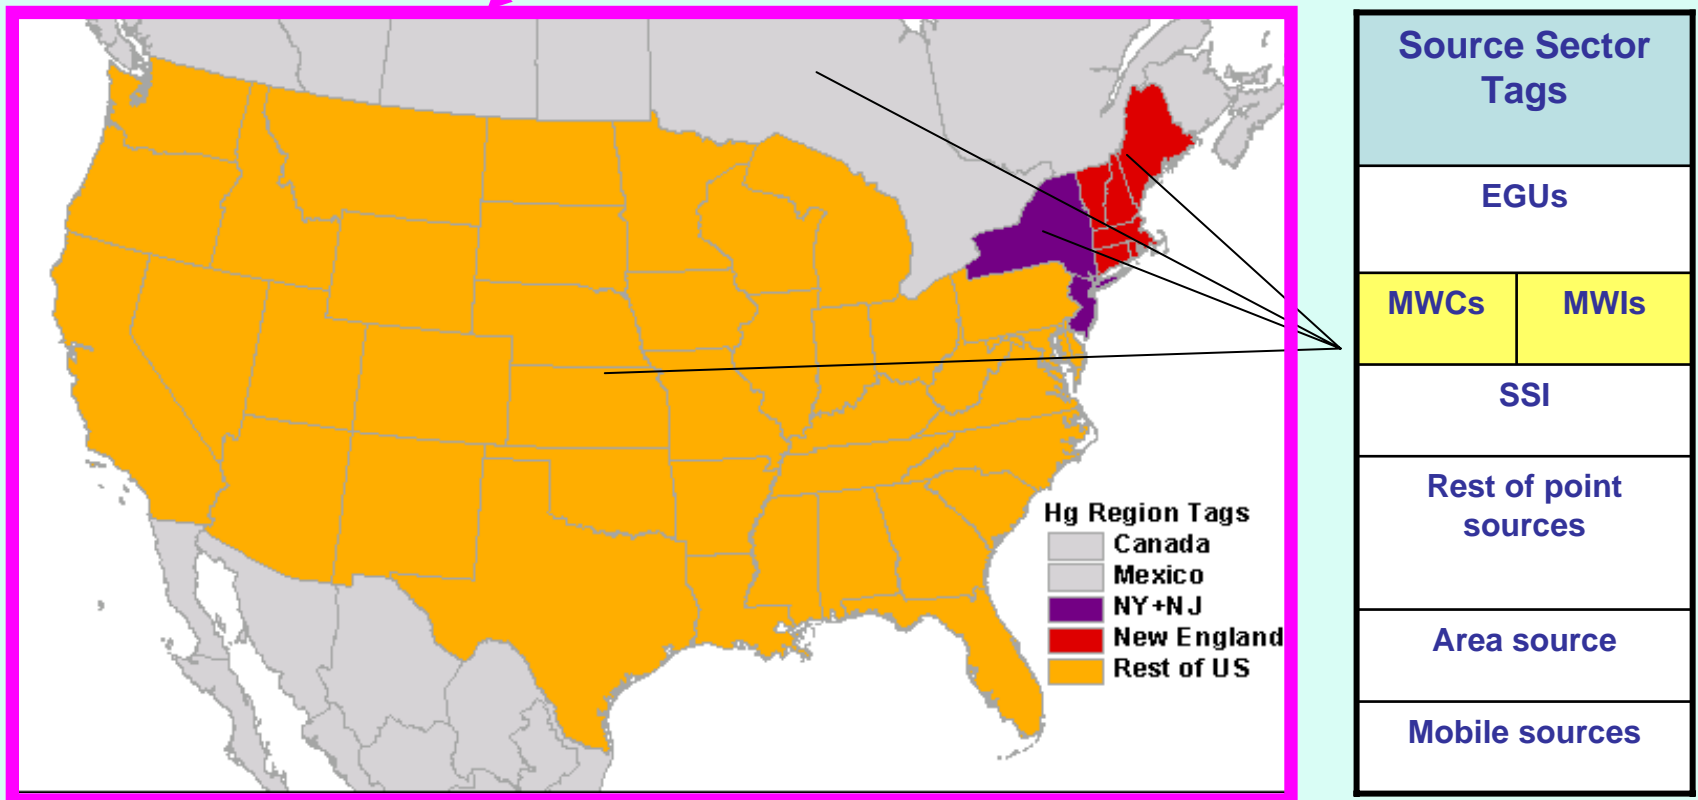 Hg Region Tags
Canada
Mexico
NY+NJ
New England
Rest of US
Source Sector
Tags
EGUs
MWCs MWIs
SSI
Rest of point
sources
Area source
Mobile sources